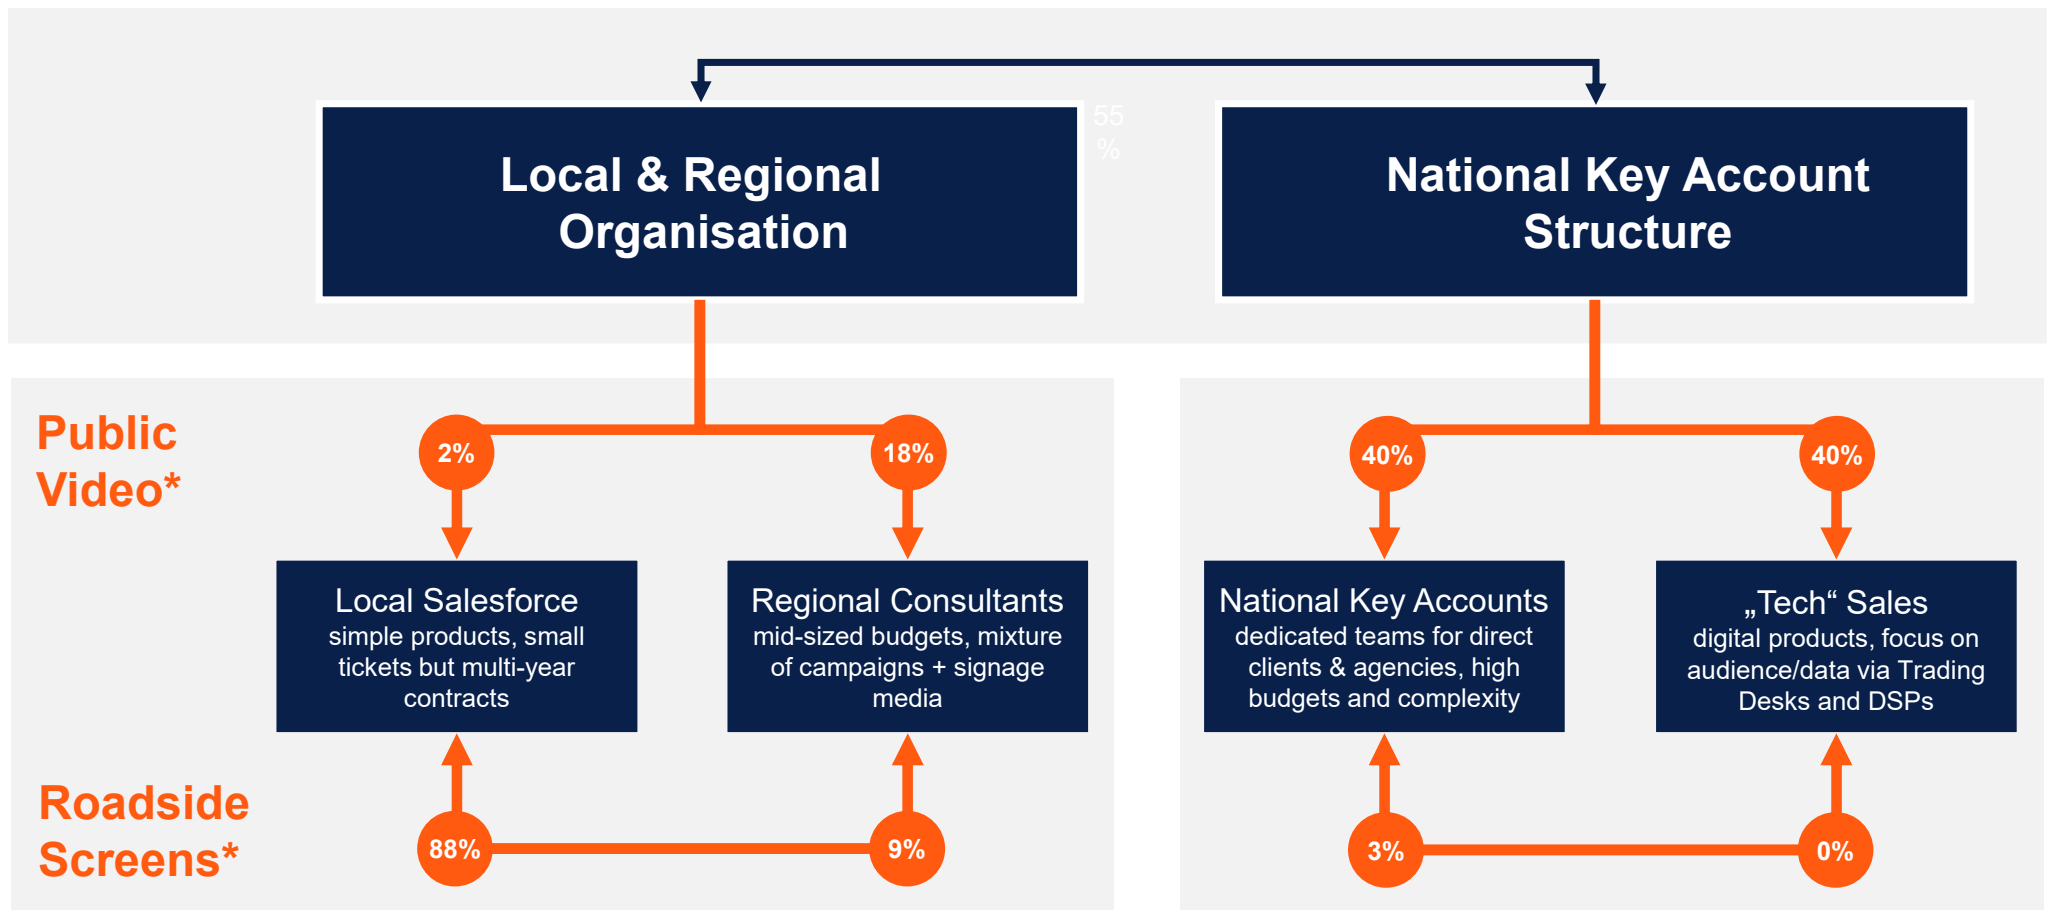 55
%
Local & Regional
Organisation
National Key Account
Structure
Public
Video*
2%
18%
40%
40%
Local Salesforce
simple products, small
tickets but multi-year
contracts
Regional Consultants
mid-sized budgets, mixture
of campaigns + signage
media
National Key Accounts
dedicated teams for direct
clients & agencies, high
budgets and complexity
„Tech“ Sales
digital products, focus on
audience/data via Trading
Desks and DSPs
Roadside
Screens*
88%
9%
3%
0%